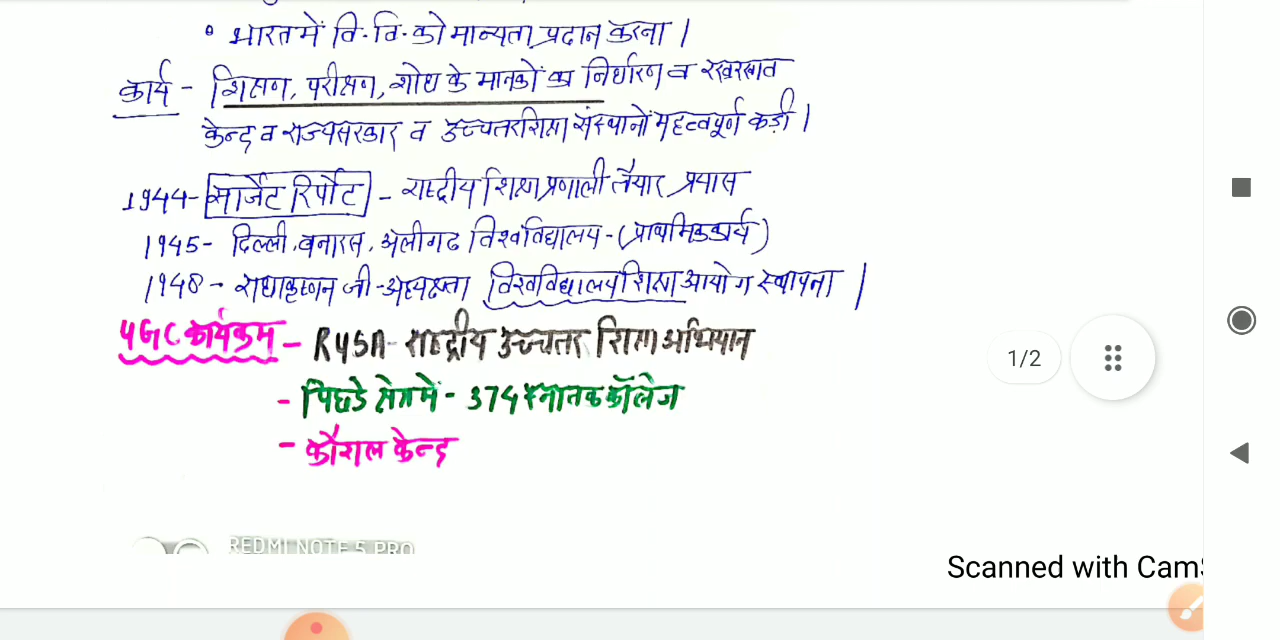 • भारत में वि. वि. को मान्यता प्रदान करना |
कार्य - शिक्षण, परीक्षण, शोध के मानकों का निर्धारण व रखरखाव
केन्द्र व राज्यसरकार व उच्चतर शिक्षा संस्थानों महत्वपूर्ण कड़ी |
1944- सार्जेंट रिर्पोट - राष्ट्रीय शिक्षा प्रणाली तैयार प्रयास
1945- दिल्ली, बनारस, अलीगढ विश्वविद्यालय - (प्राथमिक कार्य)
1948 - राधाकृष्णन जी - अध्यक्षता विश्वविद्यालय शिक्षा आयोग स्थापना |
UGC कार्यक्रम - RUSA - राष्ट्रीय उच्चतर शिक्षा अभियान
- पिछडे क्षेत्र में - 374 स्नातक कॉलेज
1/2
- कौशल केन्द्र
REDMI NOTE 5 PRO
Scanned with CamS